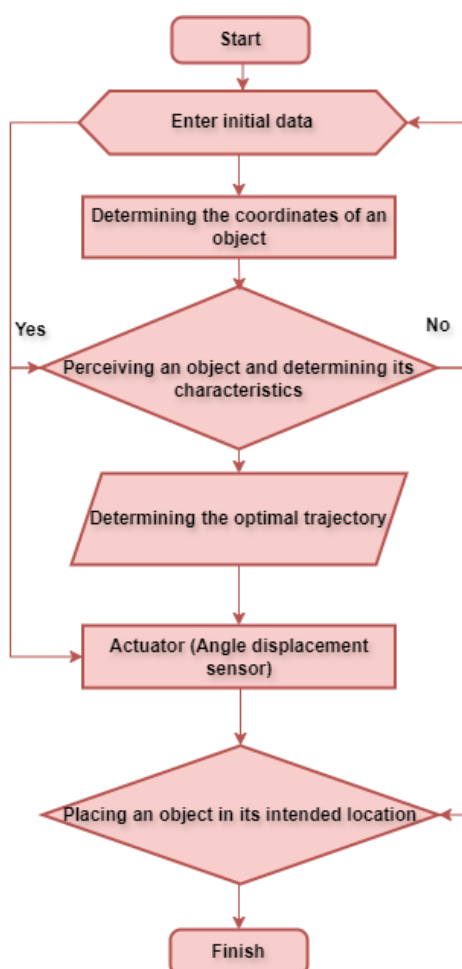 Start
Enter initial data
Determining the coordinates of an
object
Yes
No
Perceiving an object and determining its
characteristics
Determining the optimal trajectory
Actuator (Angle displacement
sensor)
Placing an object in its intended location
Finish